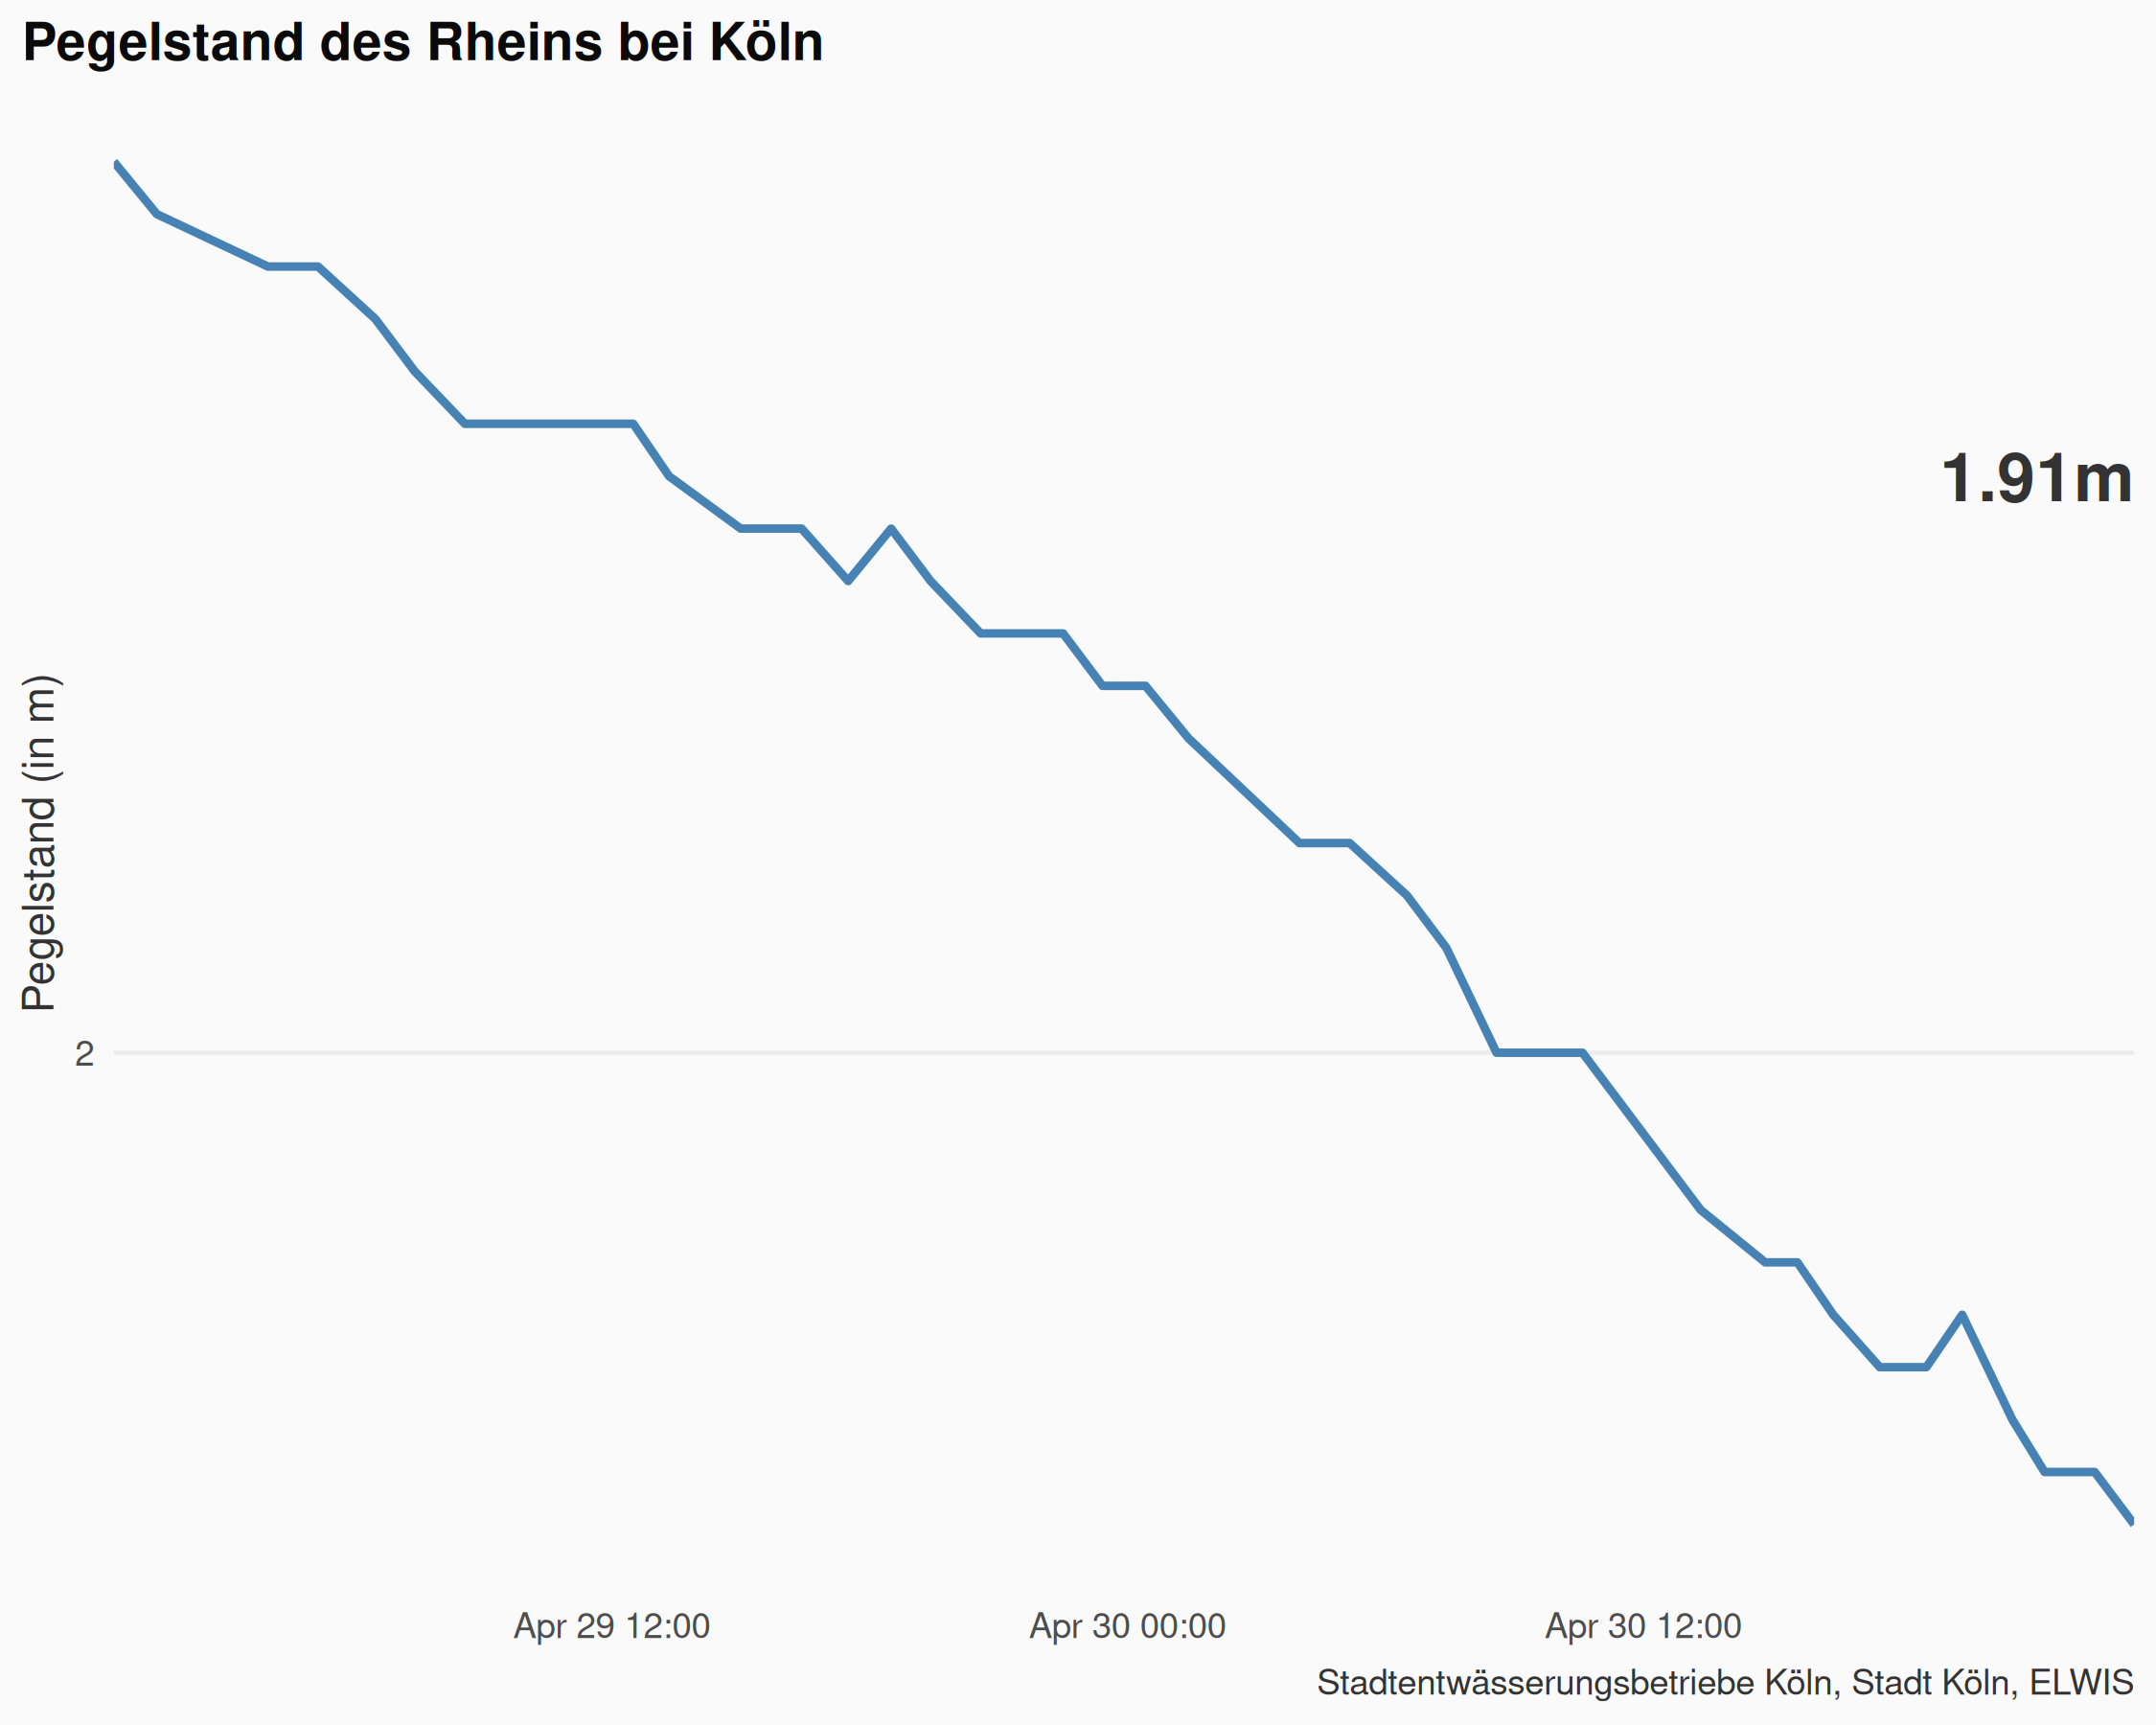 Pegelstand des Rheins bei Köln
1.91m
Pegelstand (in m)
2
Apr 29 12:00
Apr 30 00:00
Apr 30 12:00
Stadtentwässerungsbetriebe Köln, Stadt Köln, ELWIS